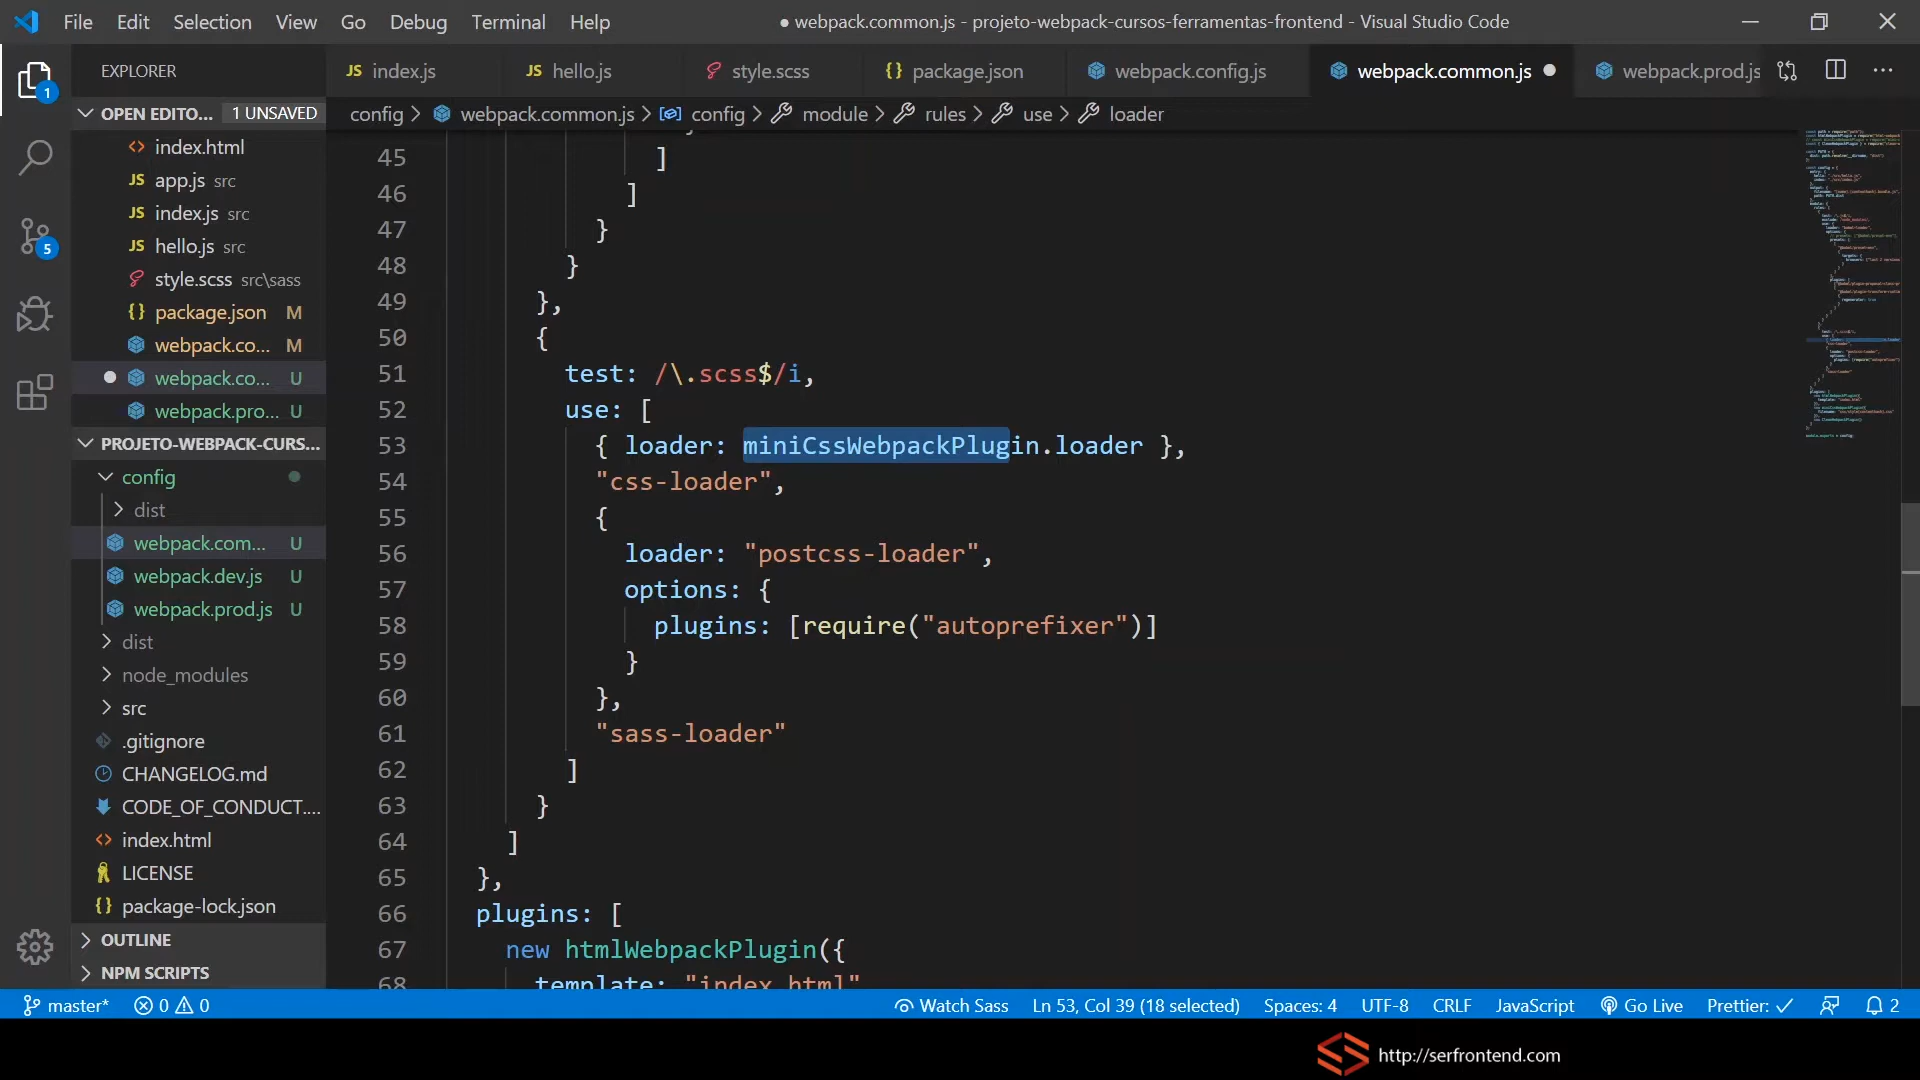 File Edit Selection View Go Debug Terminal Help
● webpack.common.js - projeto-webpack-cursos-ferramentas-frontend - Visual Studio Code
EXPLORER
JS index.js
JS hello.js
style.scss
{} package.json
webpack.config.js
webpack.common.js ●
webpack.prod.js
OPEN EDITO... 1 UNSAVED
config > webpack.common.js > config > module > rules > use > loader
index.html
JS app.js src
JS index.js src
JS hello.js src
style.scss src\sass
{} package.json M
webpack.co... M
● webpack.co... U
webpack.pro... U
PROJETO-WEBPACK-CURS...
config
dist
webpack.com... U
webpack.dev.js U
webpack.prod.js U
dist
node_modules
src
.gitignore
CHANGELOG.md
CODE_OF_CONDUCT....
index.html
LICENSE
{} package-lock.json
OUTLINE
NPM SCRIPTS
1
5
45 ]
46 ]
47 }
48 }
49 },
50 {
51 test: /\.scss$/i,
52 use: [
53 { loader: miniCssWebpackPlugin.loader },
54 "css-loader",
55 {
56 loader: "postcss-loader",
57 options: {
58 plugins: [require("autoprefixer")]
59 }
60 },
61 "sass-loader"
62 ]
63 }
64 ]
65 },
66 plugins: [
67 new htmlWebpackPlugin({
68 template: "index.html"
master* 0 0 Watch Sass Ln 53, Col 39 (18 selected) Spaces: 4 UTF-8 CRLF JavaScript Go Live Prettier: ✓ 2
http://serfrontend.com